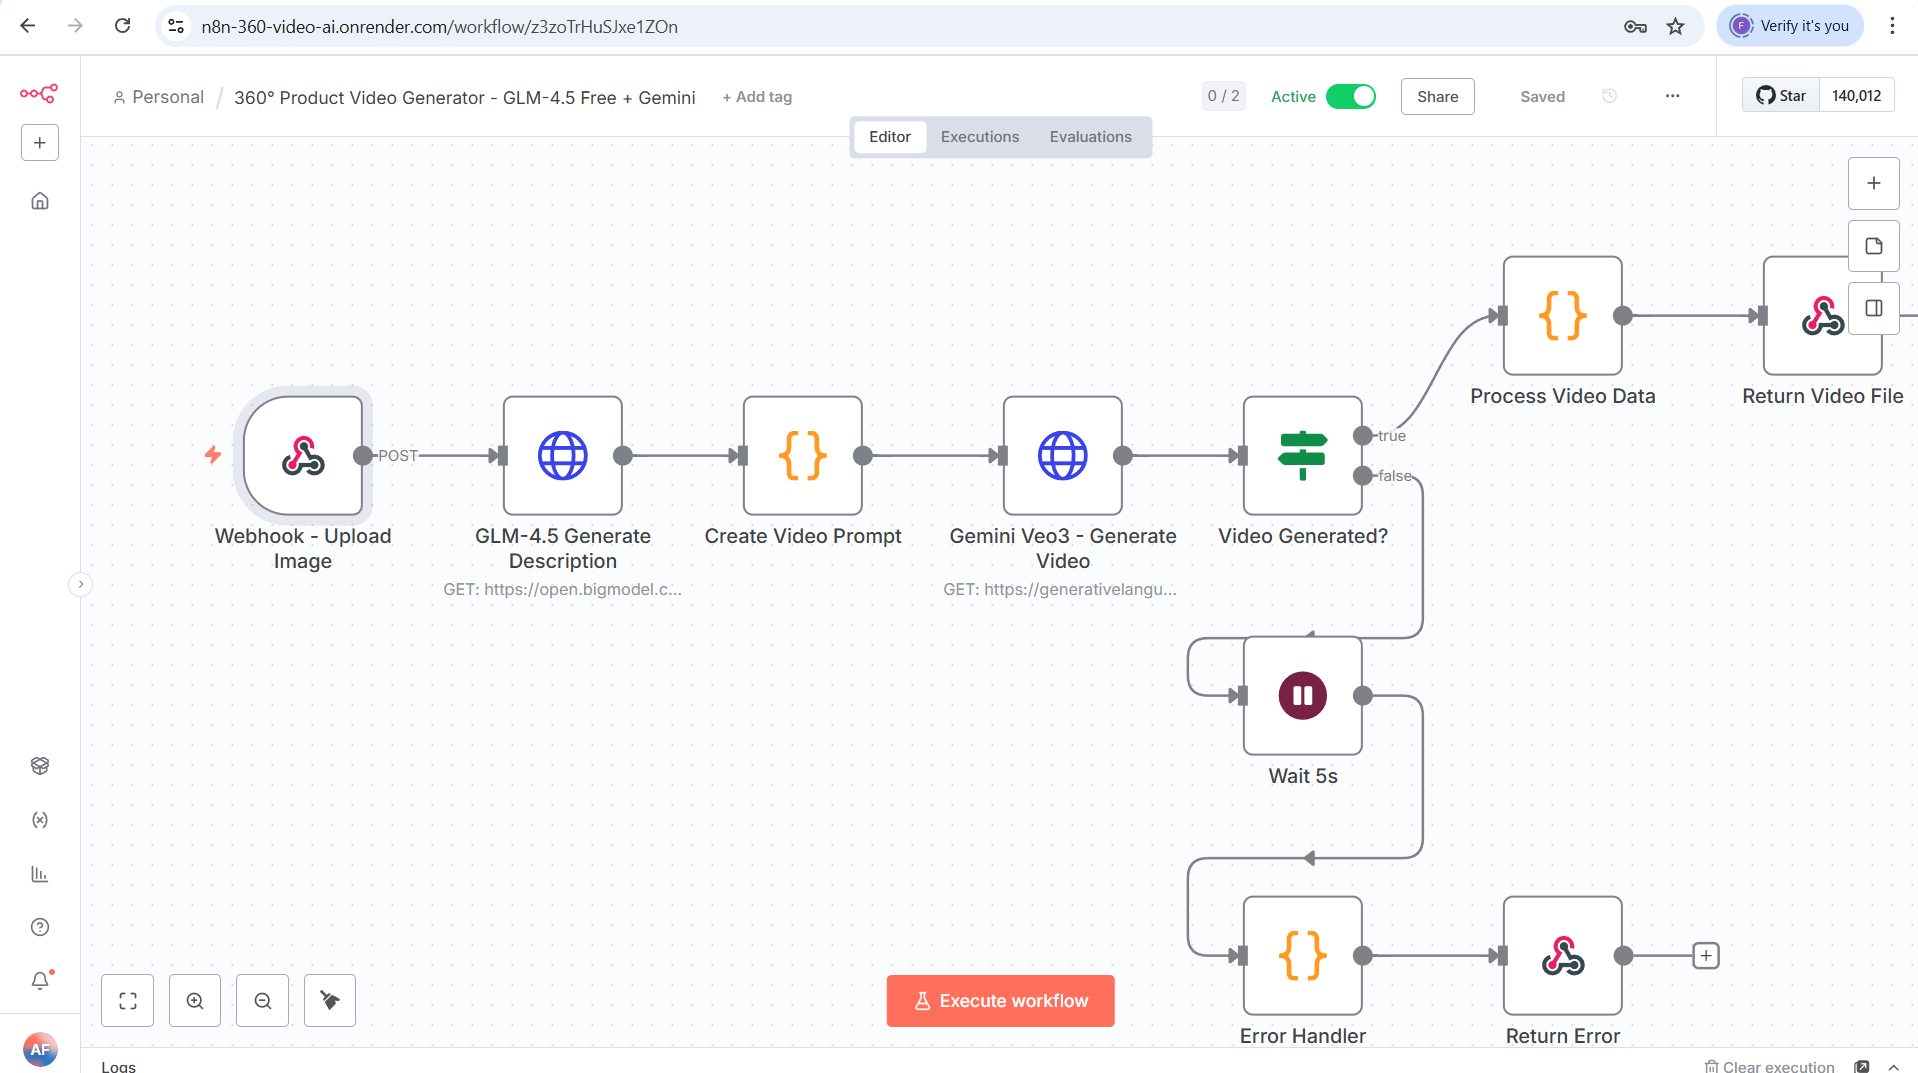 n8n-360-video-ai.onrender.com/workflow/z3zoTrHuSJxe1ZOn
F
Verify it's you
Personal / 360° Product Video Generator - GLM-4.5 Free + Gemini
+ Add tag
0 / 2
Active
Share
Saved
Star
140,012
Editor
Executions
Evaluations
Process Video Data
Return Video File
POST
true
false
Webhook - Upload
Image
GLM-4.5 Generate
Description
GET: https://open.bigmodel.c...
Create Video Prompt
Gemini Veo3 - Generate
Video
GET: https://generativelangu...
Video Generated?
Wait 5s
Execute workflow
Error Handler
Return Error
AF
Logs
Clear execution